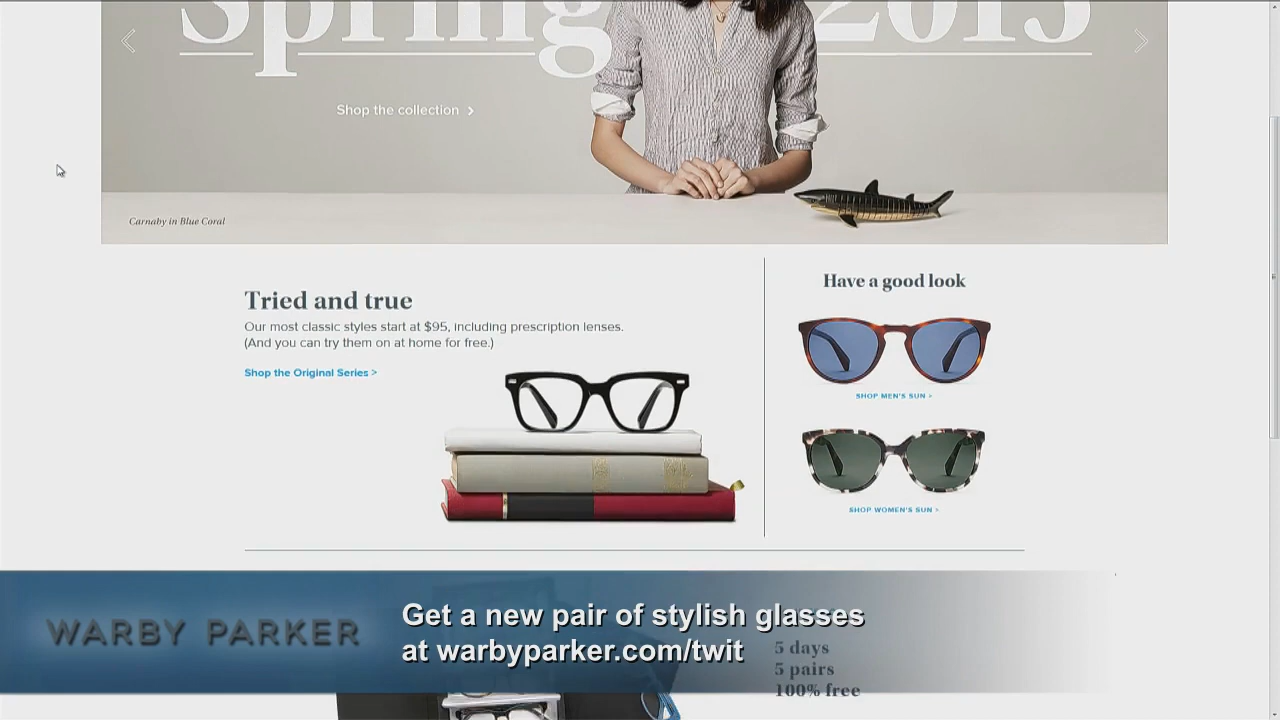 Spring 2015
Shop the collection >
Carnaby in Blue Coral
Tried and true
Our most classic styles start at $95, including prescription lenses.
(And you can try them on at home for free.)
Shop the Original Series >
Have a good look
SHOP MEN'S SUN >
SHOP WOMEN'S SUN >
WARBY PARKER
Get a new pair of stylish glasses
at warbyparker.com/twit
5 days
5 pairs
100% free